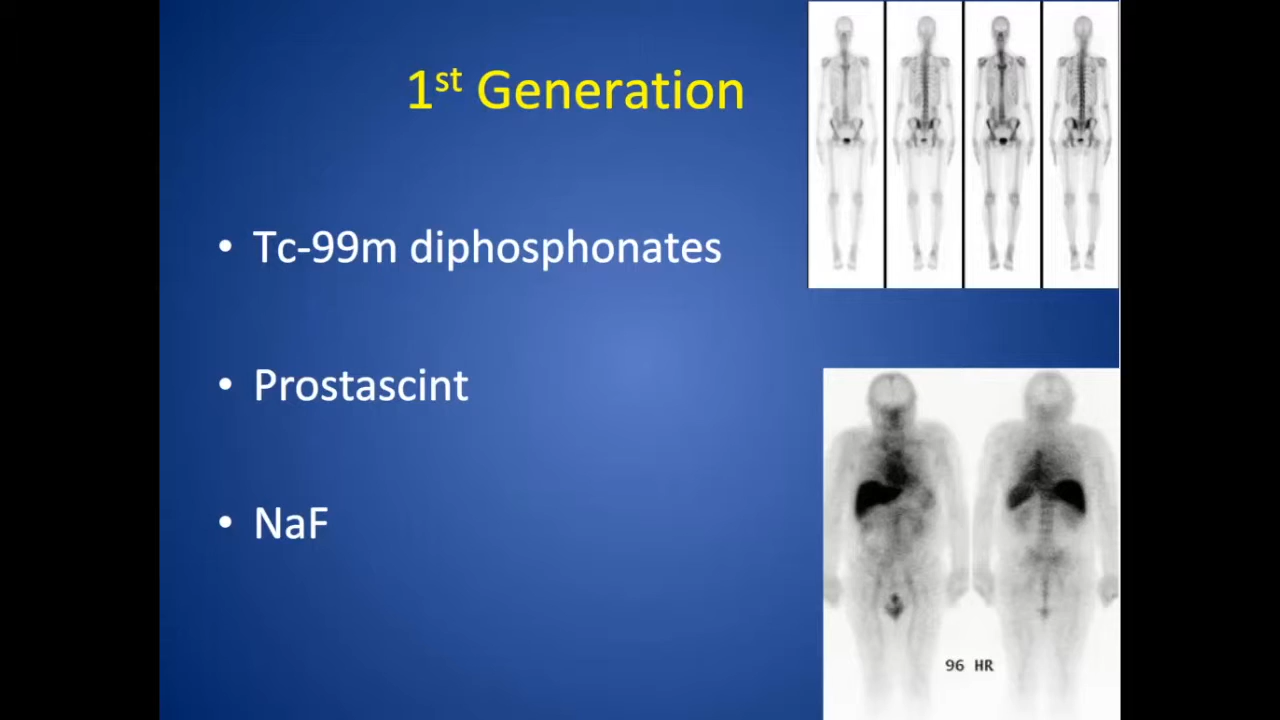 1st Generation
• Tc-99m diphosphonates
• Prostascint
• NaF
96 HR